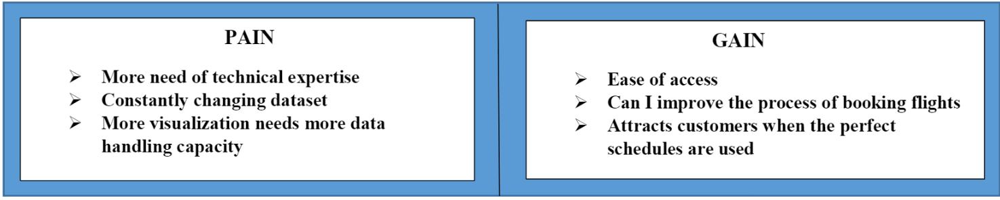 PAIN
➢ More need of technical expertise
➢ Constantly changing dataset
➢ More visualization needs more data
handling capacity
GAIN
➢ Ease of access
➢ Can I improve the process of booking flights
➢ Attracts customers when the perfect
schedules are used